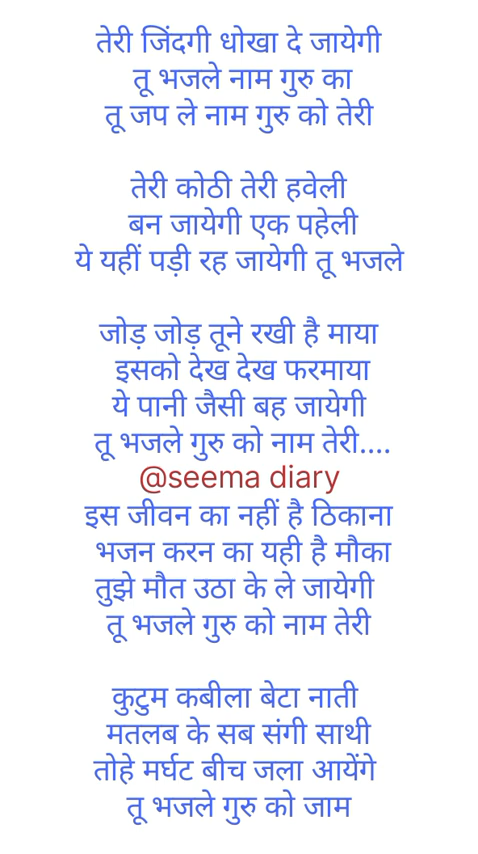 तेरी जिंदगी धोखा दे जायेगी
तू भजले नाम गुरु का
तू जप ले नाम गुरु को तेरी
तेरी कोठी तेरी हवेली
बन जायेगी एक पहेली
ये यहीं पड़ी रह जायेगी तू भजले
जोड़ जोड़ तूने रखी है माया
इसको देख देख फरमाया
ये पानी जैसी बह जायेगी
तू भजले गुरु को नाम तेरी....
@seema diary
इस जीवन का नहीं है ठिकाना
भजन करन का यही है मौका
तुझे मौत उठा के ले जायेगी
तू भजले गुरु को नाम तेरी
कुटुम कबीला बेटा नाती
मतलब के सब संगी साथी
तोहे मर्घट बीच जला आयेंगे
तू भजले गुरु को जाम